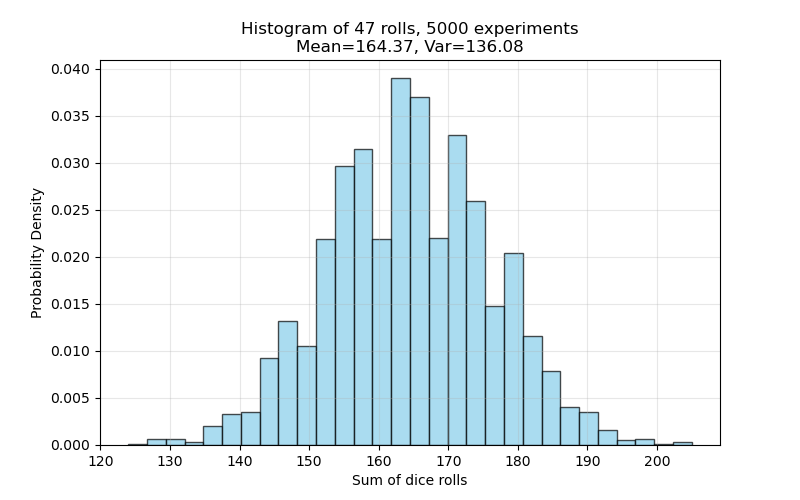 Histogram of 47 rolls, 5000 experiments
Mean=164.37, Var=136.08
0.040
0.035
0.030
0.025
0.020
0.015
0.010
0.005
0.000
Probability Density
120 130 140 150 160 170 180 190 200
Sum of dice rolls